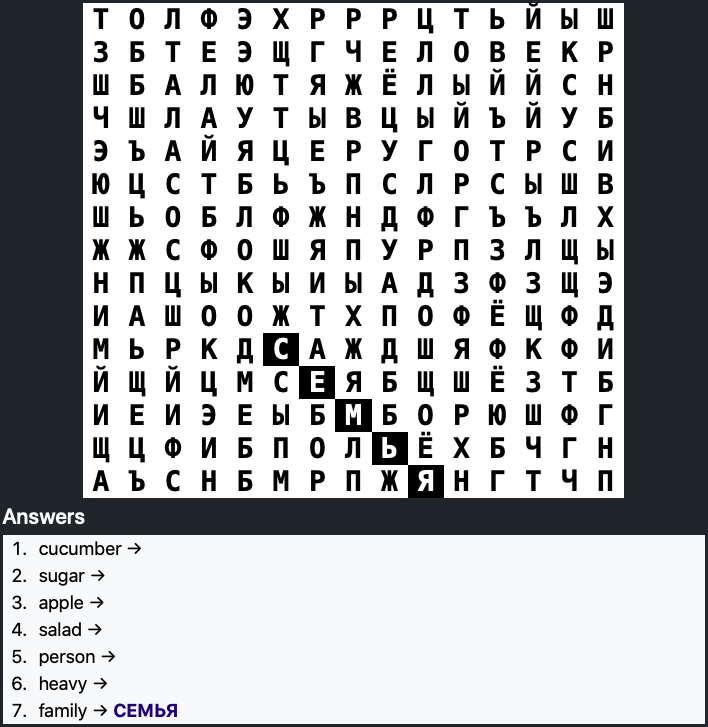 Т О Л Ф Э Х Р Р Р Ц Т Ь Й Ы Ш
З Б Т Е Э Щ Г Ч Е Л О В Е К Р
Ш Б А Л Ю Т Я Ж Ё Л Ы Й Й С Н
Ч Ш Л А У Т Ы В Ц Ы Й Ъ Й У Б
Э Ъ А Й Я Ц Е Р У Г О Т Р С И
Ю Ц С Т Б Ь Ъ П С Л Р С Ы Ш В
Ш Ь О Б Л Ф Ж Н Д Ф Г Ъ Ъ Л Х
Ж Ж С Ф О Ш Я П У Р П З Л Щ Ы
Н П Ц Ы К Ы И Ы А Д З Ф З Щ Э
И А Ш О О Ж Т Х П О Ф Ё Щ Ф Д
М Ь Р К Д С А Ж Д Ш Я Ф К Ф И
Й Щ Й Ц М С Е Я Б Щ Ш Ё З Т Б
И Е И Э Е Ы Б М Б О Р Ю Ш Ф Г
Щ Ц Ф И Б П О Л Ь Ё Х Б Ч Г Н
А Ъ С Н Б М Р П Ж Я Н Г Т Ч П
Answers
1. cucumber →
2. sugar →
3. apple →
4. salad →
5. person →
6. heavy →
7. family → СЕМЬЯ